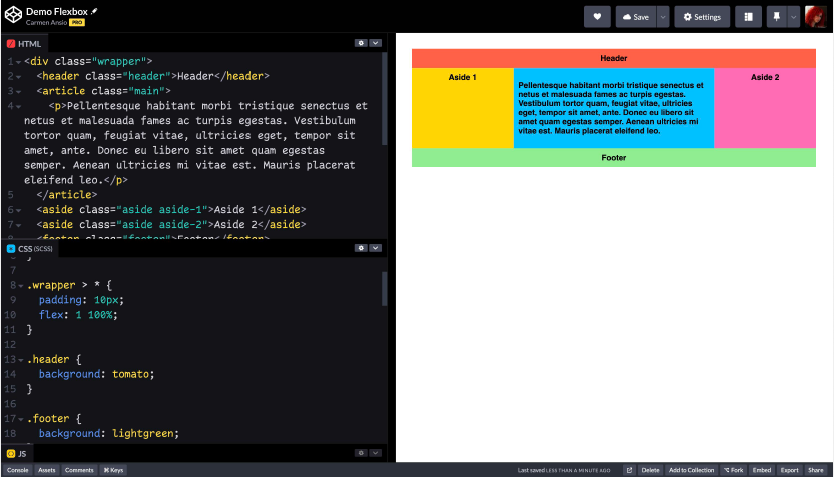 Demo Flexbox
Carmen Ansio PRO
Save
Settings
HTML
1 <div class="wrapper">
2 <header class="header">Header</header>
3 <article class="main">
4 <p>Pellentesque habitant morbi tristique senectus et
netus et malesuada fames ac turpis egestas. Vestibulum
tortor quam, feugiat vitae, ultricies eget, tempor sit
amet, ante. Donec eu libero sit amet quam egestas
semper. Aenean ultricies mi vitae est. Mauris placerat
eleifend leo.</p>
5 </article>
6 <aside class="aside aside-1">Aside 1</aside>
7 <aside class="aside aside-2">Aside 2</aside>
8 <footer class="footer">Footer</footer>
CSS (SCSS)
6 }
7
8 .wrapper > * {
9 padding: 10px;
10 flex: 1 100%;
11 }
12
13 .header {
14 background: tomato;
15 }
16
17 .footer {
18 background: lightgreen;
JS
Header
Aside 1
Pellentesque habitant morbi tristique senectus et
netus et malesuada fames ac turpis egestas.
Vestibulum tortor quam, feugiat vitae, ultricies
eget, tempor sit amet, ante. Donec eu libero sit
amet quam egestas semper. Aenean ultricies mi
vitae est. Mauris placerat eleifend leo.
Aside 2
Footer
Console Assets Comments ⌘ Keys
Last saved LESS THAN A MINUTE AGO Delete Add to Collection Fork Embed Export Share